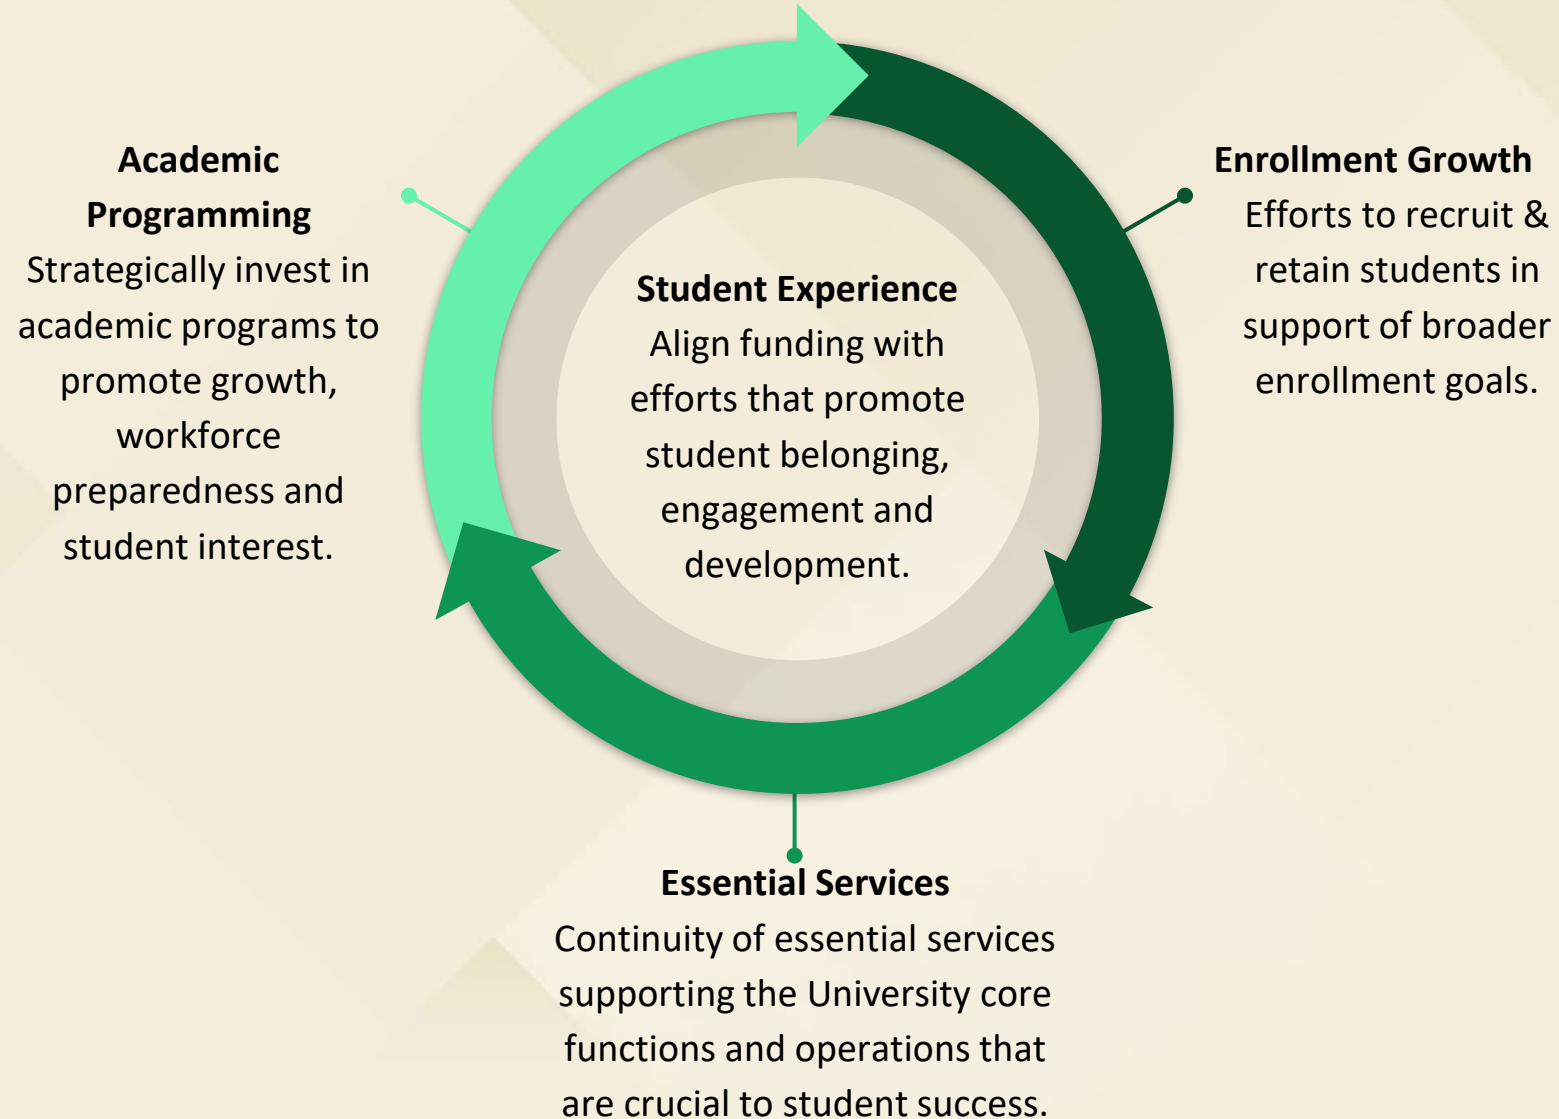 Academic
Programming
Strategically invest in
academic programs to
promote growth,
workforce
preparedness and
student interest.
Student Experience
Align funding with
efforts that promote
student belonging,
engagement and
development.
Enrollment Growth
Efforts to recruit &
retain students in
support of broader
enrollment goals.
Essential Services
Continuity of essential services
supporting the University core
functions and operations that
are crucial to student success.